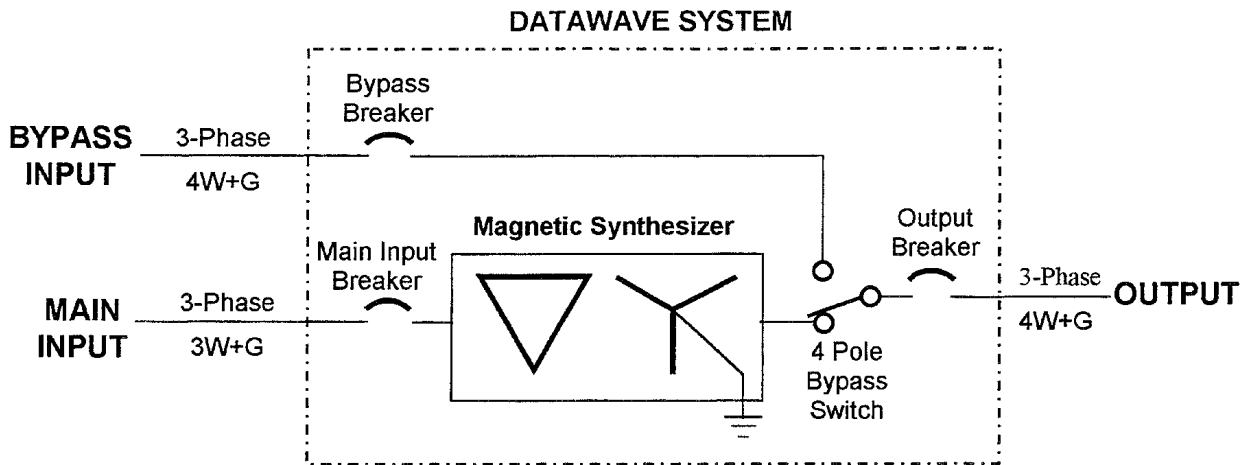 DATAWAVE SYSTEM
Bypass
Breaker
BYPASS
INPUT
3-Phase
4W+G
Magnetic Synthesizer
Output
Breaker
Main Input
Breaker
MAIN
INPUT
3-Phase
3W+G
3-Phase
4W+G
OUTPUT
4 Pole
Bypass
Switch